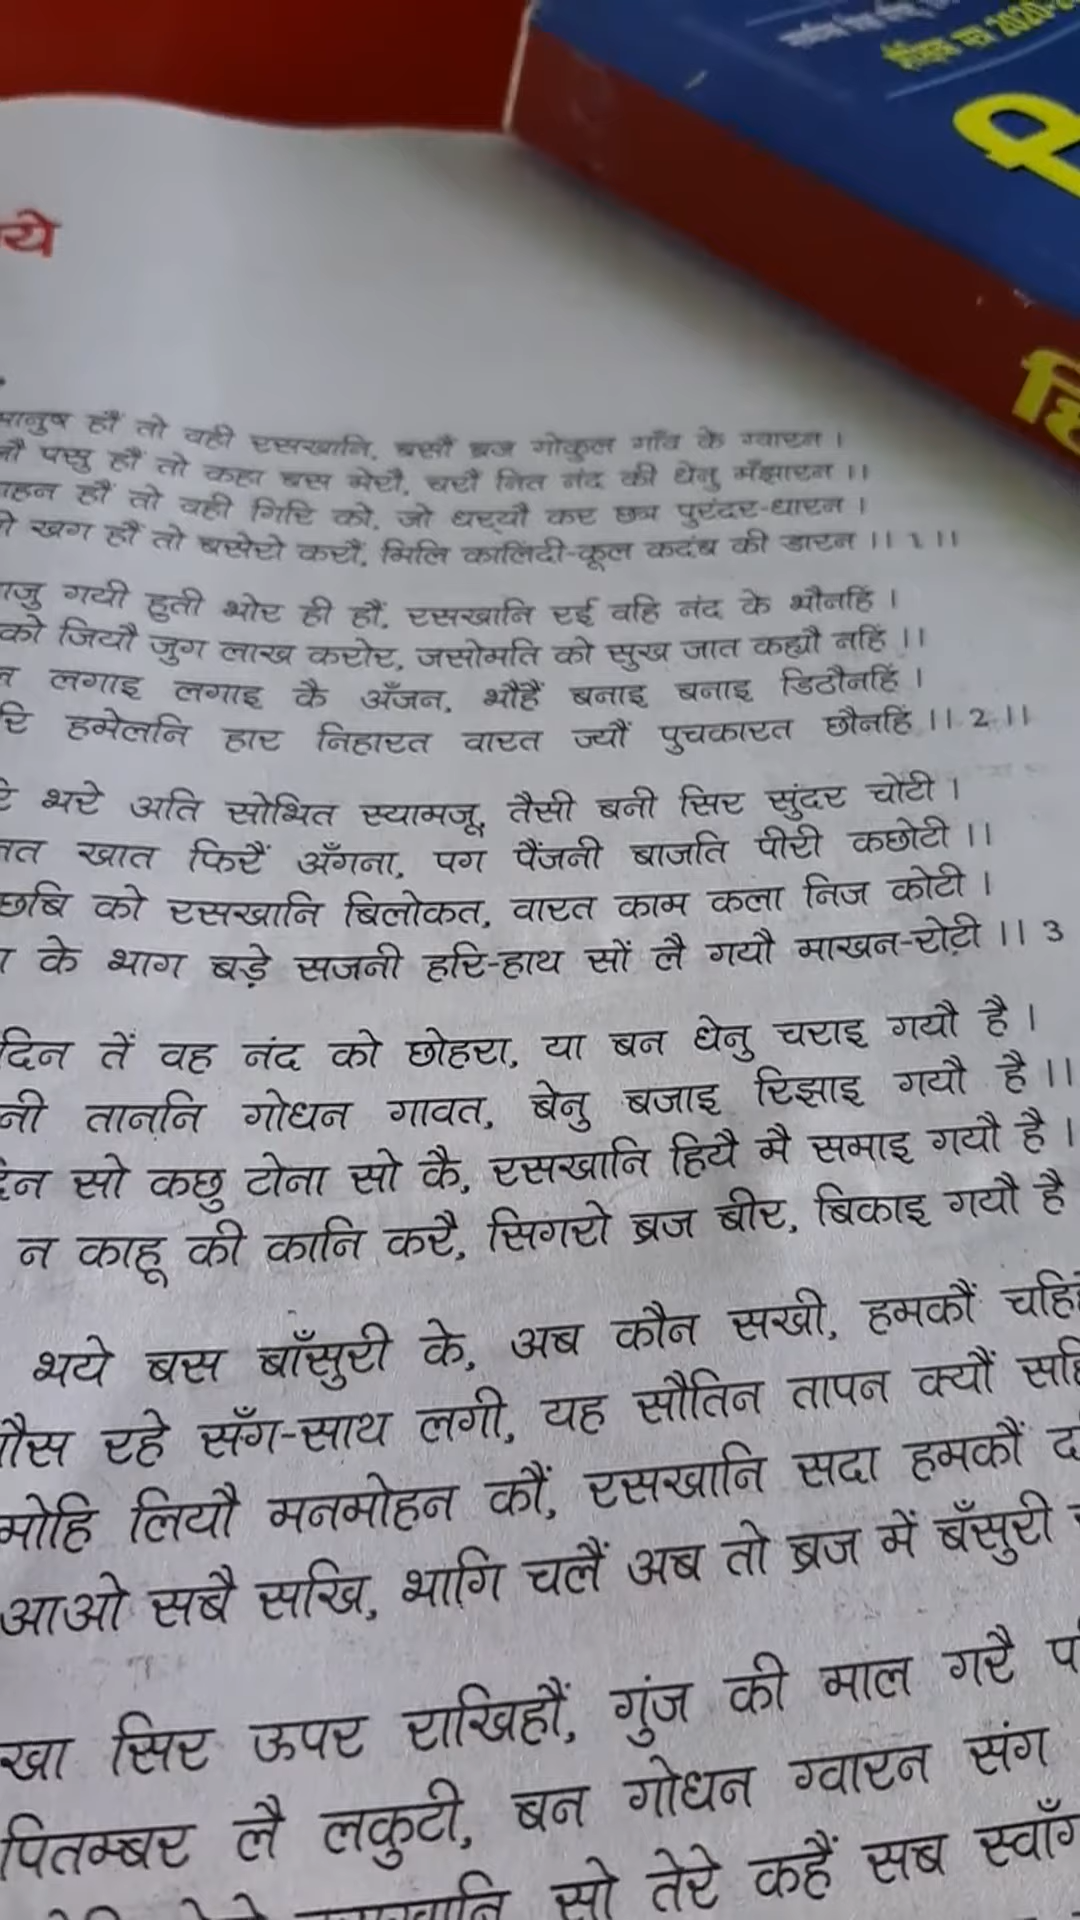 2020-2
हि
ये
मानुष हौं तो वही रसखानि, बसौं ब्रज गोकुल गाँव के ग्वारन ।
पसु हौं तो कहा बस मेरौ, चरौं नित नंद की धेनु मँझारन ।।
पाहन हौं तो वही गिरि को, जो धर्‌यौ कर छत्र पुरंदर-धारन ।
खग हौं तो बसेरो करौं, मिलि कालिंदी-कूल कदंब की डारन ।। 1 ।।
गयी हुती भोर ही हौं, रसखानि रई वहि नंद के भौनहिं ।
को जियौ जुग लाख करोर, जसोमति को सुख जात कह्यौ नहिं ।।
लगाइ लगाइ कै अँजन, भौंहैं बनाइ बनाइ डिठौनहिं ।
हमेलनि हार निहारत वारत ज्यौं पुचकारत छौनहिं ।। 2 ।।
भरे अति सोभित स्यामजू, तैसी बनी सिर सुंदर चोटी ।
खात फिरैं अँगना, पग पैंजनी बाजति पीरी कछोटी ।।
छबि को रसखानि बिलोकत, वारत काम कला निज कोटी ।
के भाग बड़े सजनी हरि-हाथ सों लै गयौ माखन-रोटी ।। 3
दिन तें वह नंद को छोहरा, या बन धेनु चराइ गयौ है ।
नी ताननि गोधन गावत, बेनु बजाइ रिझाइ गयौ है ।।
सो कछु टोना सो कै, रसखानि हियै मै समाइ गयौ है ।
न काहू की कानि करै, सिगरो ब्रज बीर, बिकाइ गयौ है
भये बस बाँसुरी के, अब कौन सखी, हमकौं चहि
रहे सँग-साथ लगी, यह सौतिन तापन क्यौं सहि
मोहि लियौ मनमोहन कौं, रसखानि सदा हमकौं द
आओ सबै सखि, भागि चलैं अब तो ब्रज में बँसुरी
खा सिर ऊपर राखिहौं, गुंज की माल गरै प
पितम्बर लै लकुटी, बन गोधन ग्वारन संग
सो तेरे कहैं सब स्वाँग